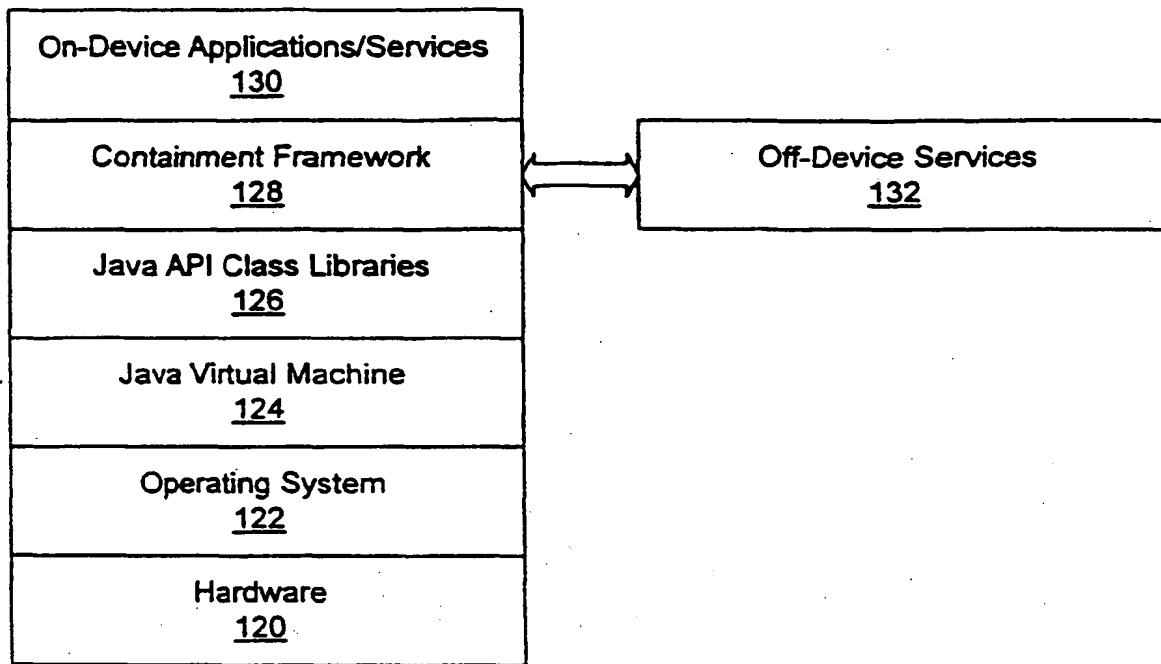 On-Device Applications/Services
130
Containment Framework
128
Off-Device Services
132
Java API Class Libraries
126
Java Virtual Machine
124
Operating System
122
Hardware
120